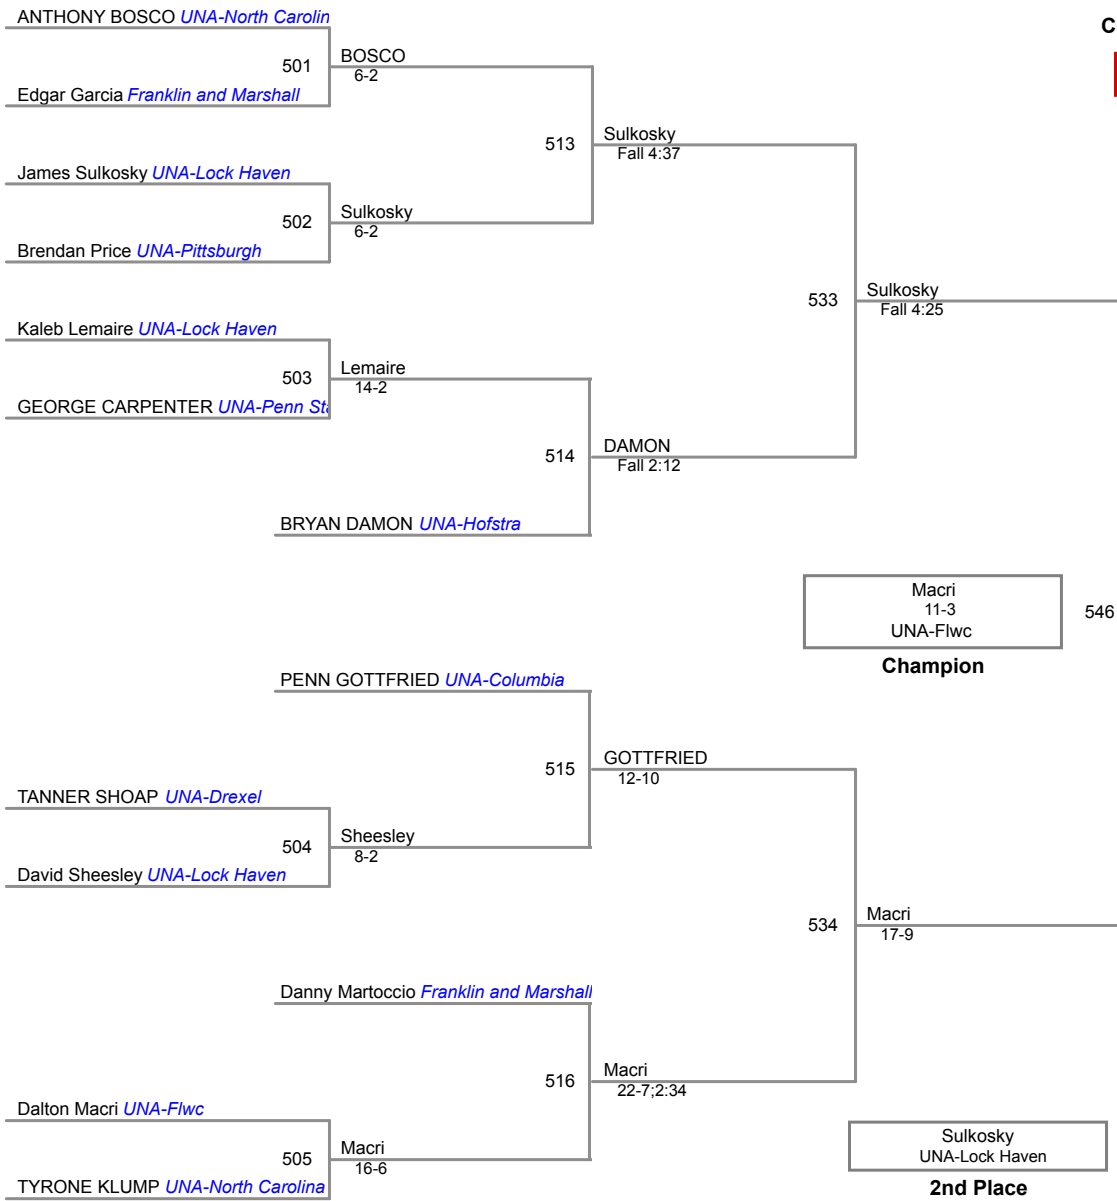 ANTHONY BOSCO UNA-North Carolin
C
501
BOSCO
6-2
Edgar Garcia Franklin and Marshall
513
Sulkosky
Fall 4:37
James Sulkosky UNA-Lock Haven
502
Sulkosky
6-2
Brendan Price UNA-Pittsburgh
533
Sulkosky
Fall 4:25
Kaleb Lemaire UNA-Lock Haven
503
Lemaire
14-2
GEORGE CARPENTER UNA-Penn Sta
514
DAMON
Fall 2:12
BRYAN DAMON UNA-Hofstra
Macri
11-3
UNA-Flwc
546
Champion
PENN GOTTFRIED UNA-Columbia
515
GOTTFRIED
12-10
TANNER SHOAP UNA-Drexel
504
Sheesley
8-2
David Sheesley UNA-Lock Haven
534
Macri
17-9
Danny Martoccio Franklin and Marshall
516
Macri
22-7;2:34
Dalton Macri UNA-Flwc
505
Macri
16-6
TYRONE KLUMP UNA-North Carolina
Sulkosky
UNA-Lock Haven
2nd Place